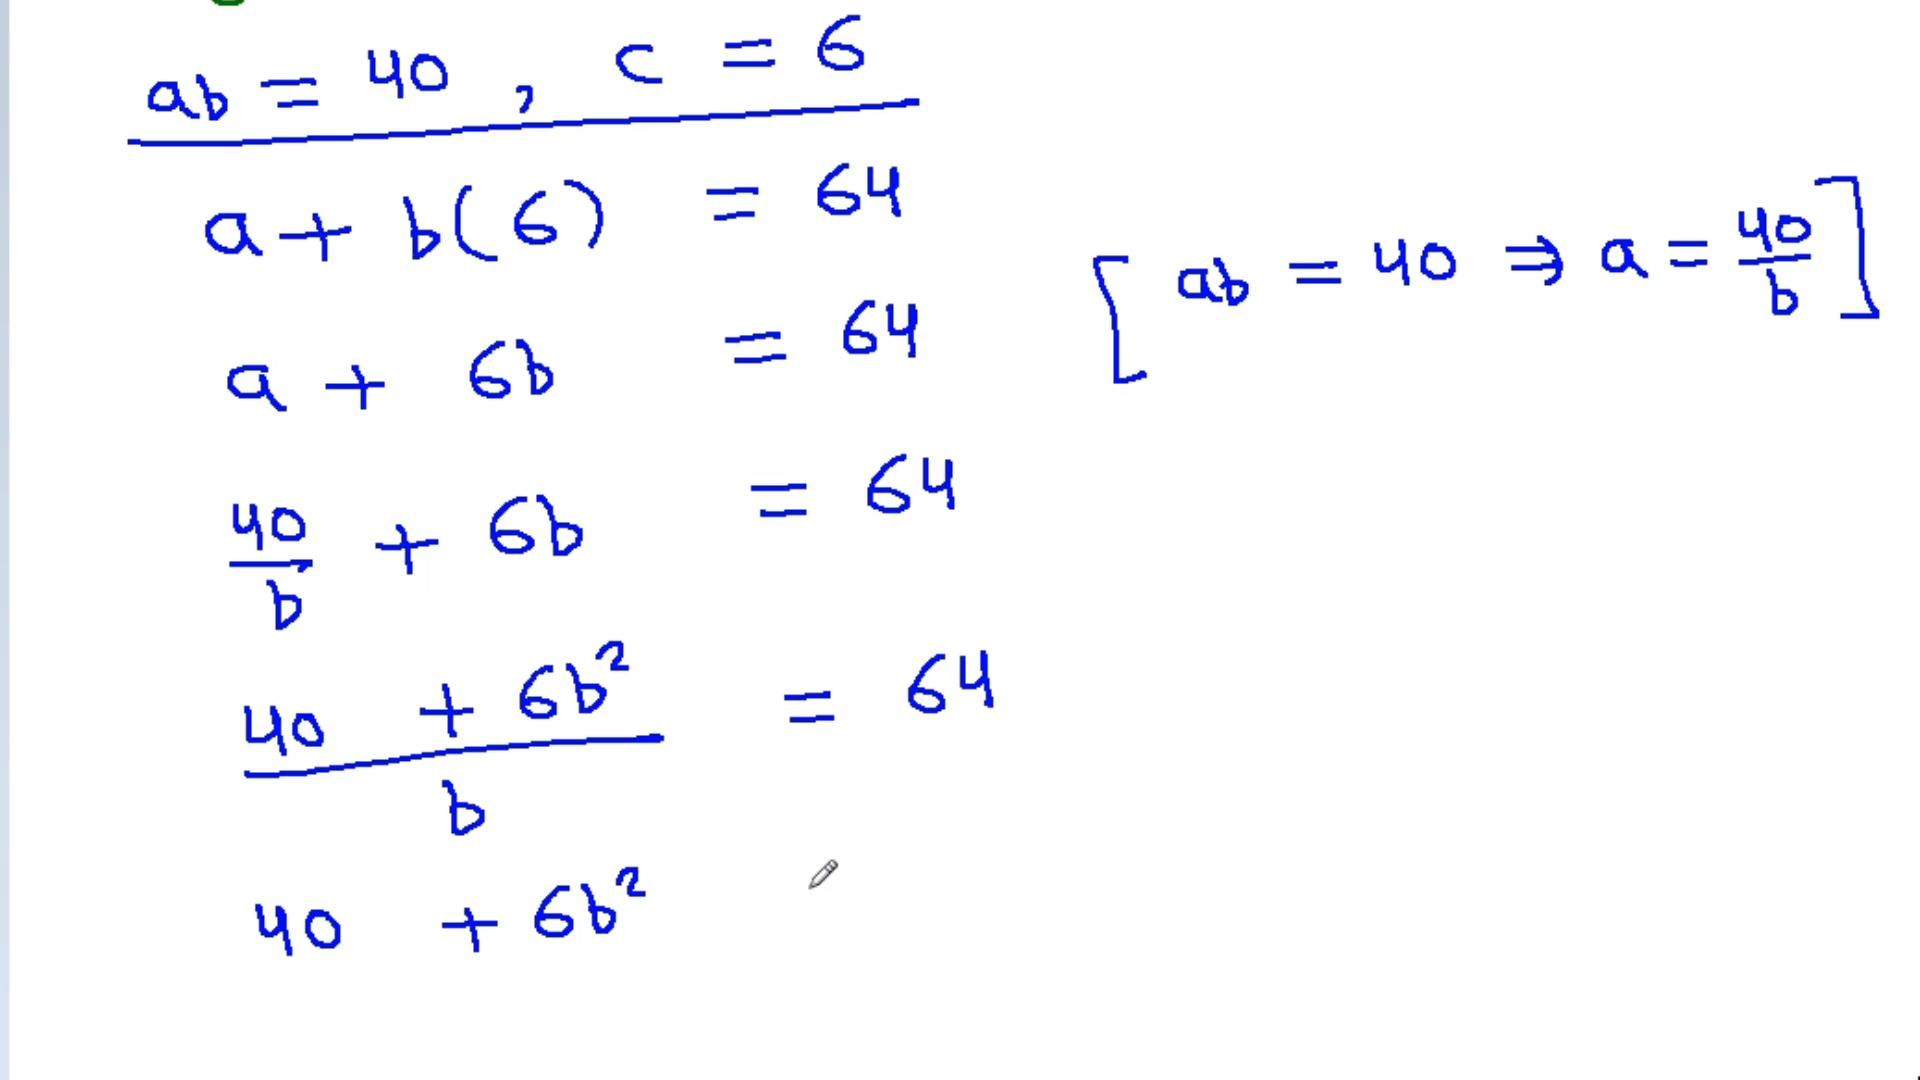 ab = 40 , c = 6
a + b(6) = 64
a + 6b = 64
[ ab = 40 ⇒ a = 40/b ]
40/b + 6b = 64
(40 + 6b²)/b = 64
40 + 6b²